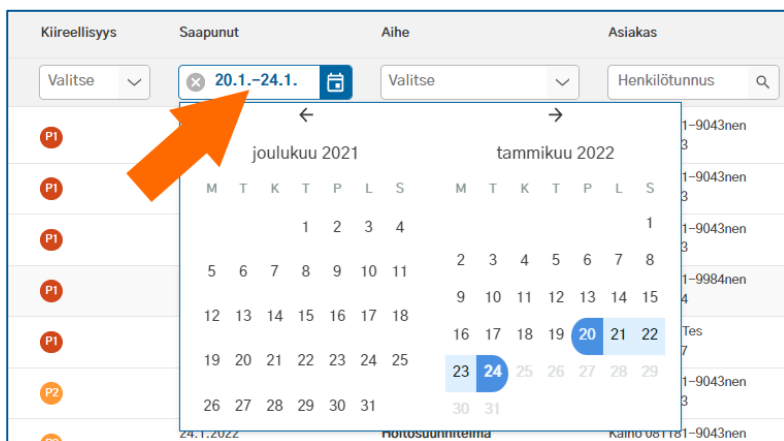 Kiireellisyys Saapunut Aihe Asiakas
Valitse 20.1.–24.1. Valitse Henkilötunnus
joulukuu 2021
M T K T P L S
1 2 3 4
5 6 7 8 9 10 11
12 13 14 15 16 17 18
19 20 21 22 23 24 25
26 27 28 29 30 31
tammikuu 2022
M T K T P L S
1
2 3 4 5 6 7 8
9 10 11 12 13 14 15
16 17 18 19 20 21 22
23 24 25 26 27 28 29
30 31
P1
P1
P1
P1
P1
P2
1-9043nen
3
1-9043nen
3
1-9043nen
3
1-9984nen
4
Tes
7
1-9043nen
3
24.1.2022 Hoitosuunnitelma Kaino 081181-9043nen